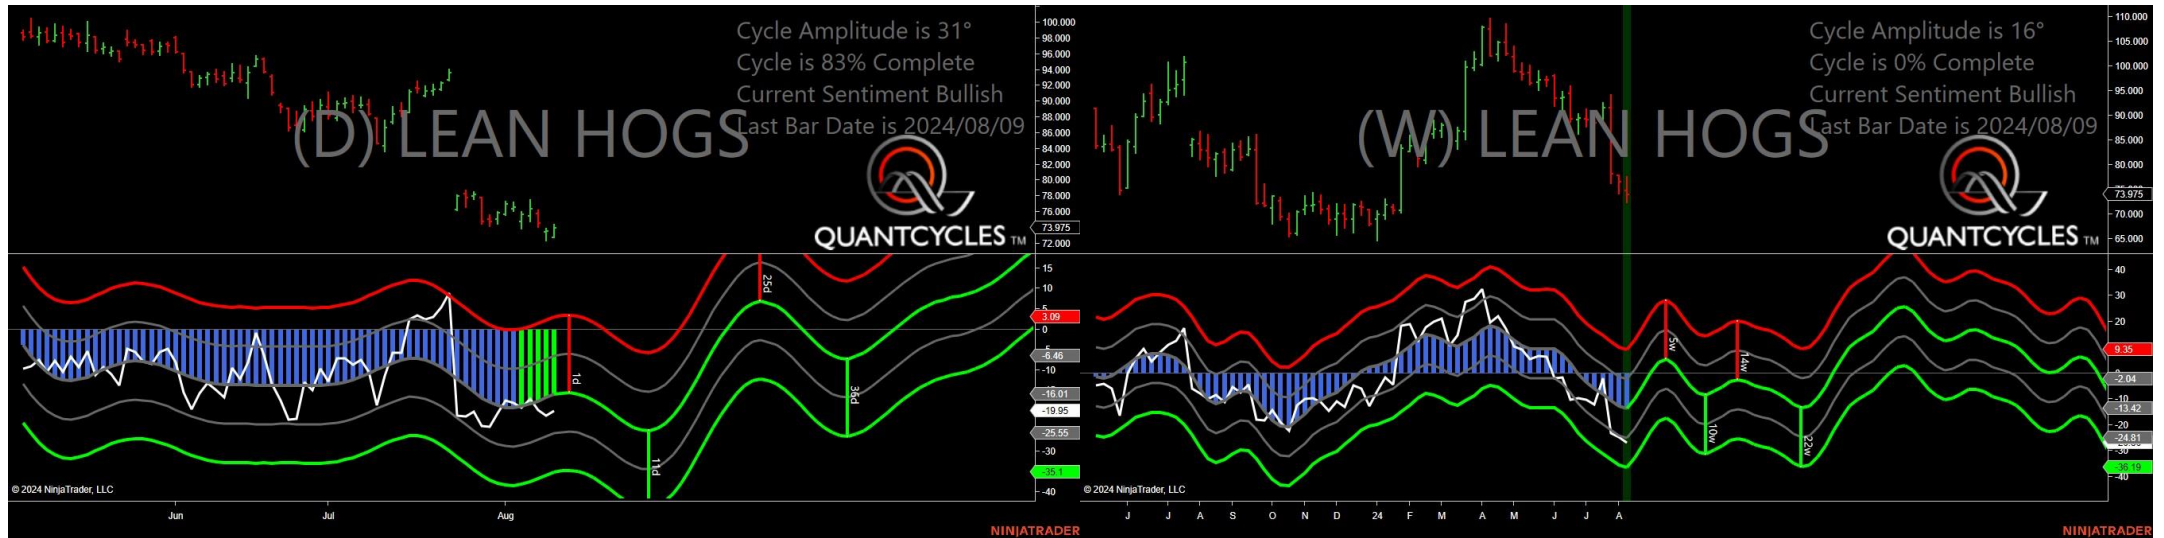 Cycle Amplitude is 31°
Cycle is 83% Complete
Current Sentiment Bullish
Last Bar Date is 2024/08/09
(D) LEAN HOGS
QUANTCYCLES TM
100.000
98.000
96.000
94.000
92.000
90.000
88.000
86.000
84.000
82.000
80.000
78.000
76.000
73.975
72.000
15
10
5
3.09
0
-6.46
-10
-16.01
-19.95
-25.55
-30
-35.1
-40
25d
1d
36d
11d
© 2024 NinjaTrader, LLC
Jun
Jul
Aug
NINJATRADER
Cycle Amplitude is 16°
Cycle is 0% Complete
Current Sentiment Bullish
Last Bar Date is 2024/08/09
(W) LEAN HOGS
QUANTCYCLES TM
110.000
105.000
100.000
95.000
90.000
85.000
80.000
73.975
70.000
65.000
40
30
20
9.35
-2.04
-10
-13.42
-24.81
-30
-36.19
-40
5w
14w
10w
22w
© 2024 NinjaTrader, LLC
J
J
A
S
O
N
D
24
F
M
A
M
J
J
A
NINJATRADER